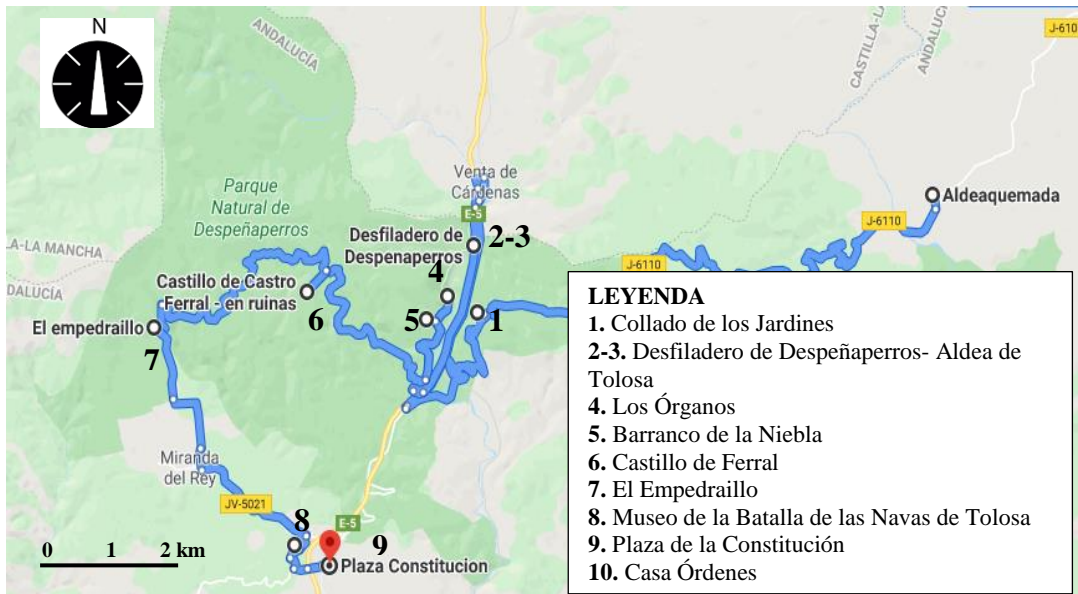 N
ANDALUCÍA
CASTILLA-LA
ANDALUCÍA
J-610
J-6110
Venta de
Cárdenas
E-5
Parque
Natural de
Despeñaperros
Aldeaquemada
J-6110
LA-LA MANCHA
ANDALUCÍA
Desfiladero de
Despenaperros
2-3
J-6110
Castillo de Castro
Ferral - en ruinas
4
El empedraillo
6
5
1
7
Miranda
del Rey
JV-5021
8
E-5
9
Plaza Constitucion
0 1 2 km
LEYENDA
1. Collado de los Jardines
2-3. Desfiladero de Despeñaperros- Aldea de
Tolosa
4. Los Órganos
5. Barranco de la Niebla
6. Castillo de Ferral
7. El Empedraillo
8. Museo de la Batalla de las Navas de Tolosa
9. Plaza de la Constitución
10. Casa Órdenes